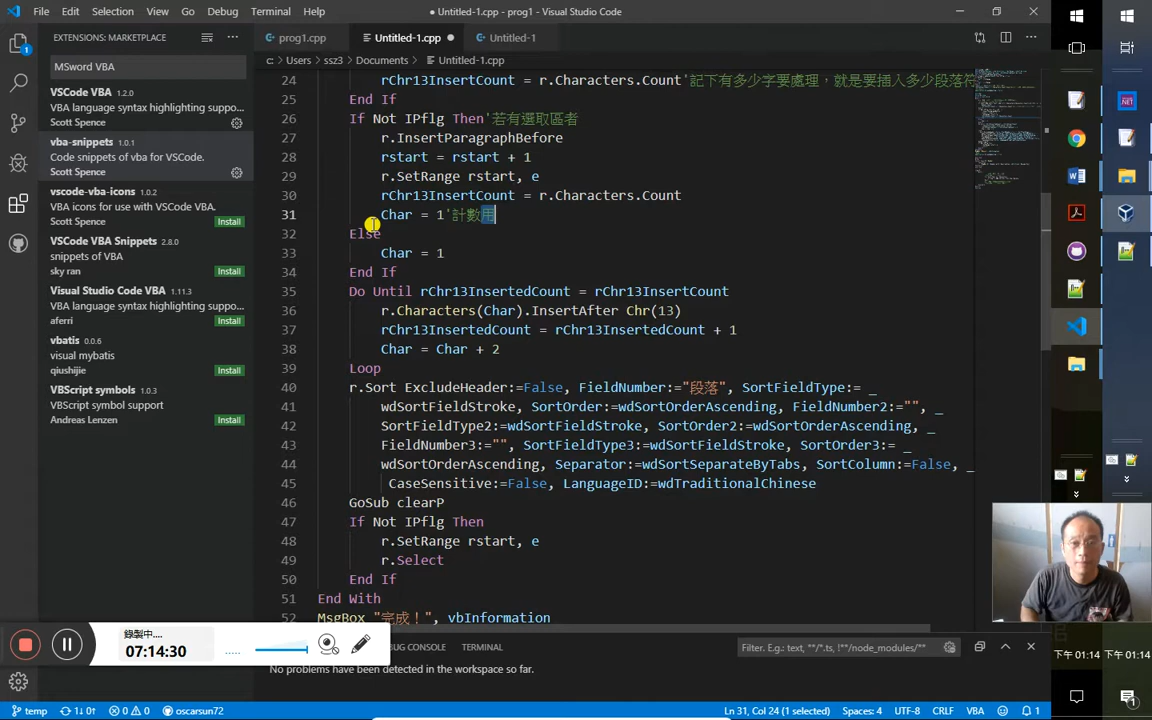 File Edit Selection View Go Debug Terminal Help
● Untitled-1.cpp - prog1 - Visual Studio Code
EXTENSIONS: MARKETPLACE
MSword VBA
VSCode VBA 1.2.0
VBA language syntax highlighting suppo...
Scott Spence
vba-snippets 1.0.1
Code snippets of vba for VSCode.
Scott Spence
vscode-vba-icons 1.0.2
VBA icons for use with VSCode VBA.
Scott Spence Install
VSCode VBA Snippets 2.8.0
snippets of VBA
sky ran Install
Visual Studio Code VBA 1.11.3
VBA language syntax highlighting suppo...
aferri Install
vbatis 0.0.6
visual mybatis
qiushijie Install
VBScript symbols 1.0.3
VBScript symbol support
Andreas Lenzen Install
prog1.cpp Untitled-1.cpp ● Untitled-1
c: > Users > ssz3 > Documents > Untitled-1.cpp
24 rChr13InsertCount = r.Characters.Count'記下有多少字要處理，就是要插入多少段落符
25 End If
26 If Not IPflg Then'若有選取區者
27 r.InsertParagraphBefore
28 rstart = rstart + 1
29 r.SetRange rstart, e
30 rChr13InsertCount = r.Characters.Count
31 Char = 1'計數用
32 Else
33 Char = 1
34 End If
35 Do Until rChr13InsertedCount = rChr13InsertCount
36 r.Characters(Char).InsertAfter Chr(13)
37 rChr13InsertedCount = rChr13InsertedCount + 1
38 Char = Char + 2
39 Loop
40 r.Sort ExcludeHeader:=False, FieldNumber:="段落", SortFieldType:= _
41 wdSortFieldStroke, SortOrder:=wdSortOrderAscending, FieldNumber2:="", _
42 SortFieldType2:=wdSortFieldStroke, SortOrder2:=wdSortOrderAscending, _
43 FieldNumber3:="", SortFieldType3:=wdSortFieldStroke, SortOrder3:= _
44 wdSortOrderAscending, Separator:=wdSortSeparateByTabs, SortColumn:=False, _
45 CaseSensitive:=False, LanguageID:=wdTraditionalChinese
46 GoSub clearP
47 If Not IPflg Then
48 r.SetRange rstart, e
49 r.Select
50 End If
51 End With
52 MsgBox "完成！", vbInformation
錄製中....
07:14:30
DEBUG CONSOLE TERMINAL
Filter. E.g.: text, **/*.ts, !**/node_modules/**
No problems have been detected in the workspace so far.
temp 1↓ 0↑ 0 0 oscarsun72
Ln 31, Col 24 (1 selected) Spaces: 4 UTF-8 CRLF VBA 1
.NET
下午 01:14 下午 01:14